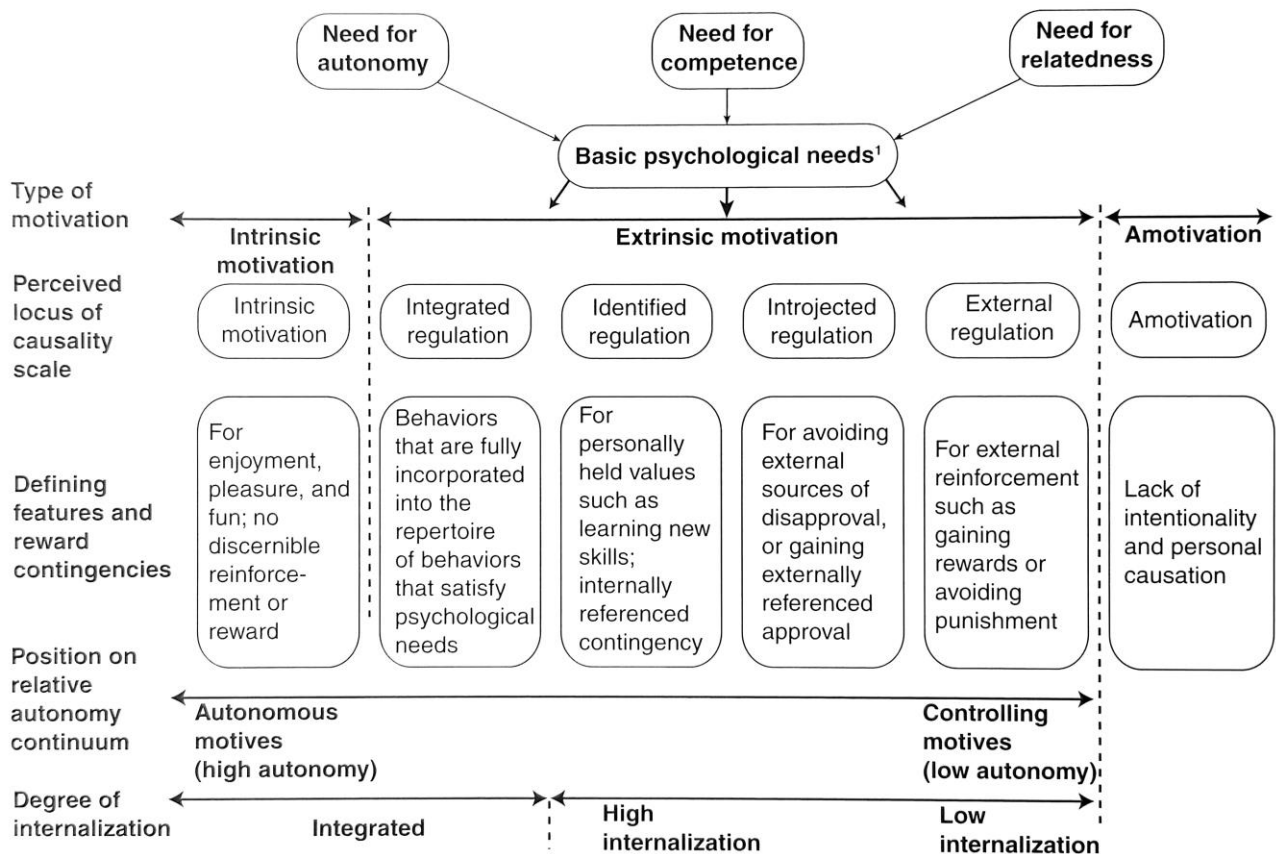 Need for
autonomy
Need for
competence
Need for
relatedness
Basic psychological needs¹
Type of
motivation
Intrinsic
motivation
Extrinsic motivation
Amotivation
Perceived
locus of
causality
scale
Intrinsic
motivation
Integrated
regulation
Identified
regulation
Introjected
regulation
External
regulation
Amotivation
Defining
features and
reward
contingencies
For
enjoyment,
pleasure, and
fun; no
discernible
reinforce-
ment or
reward
Behaviors
that are fully
incorporated
into the
repertoire
of behaviors
that satisfy
psychological
needs
For
personally
held values
such as
learning new
skills;
internally
referenced
contingency
For avoiding
external
sources of
disapproval,
or gaining
externally
referenced
approval
For external
reinforcement
such as
gaining
rewards or
avoiding
punishment
Lack of
intentionality
and personal
causation
Position on
relative
autonomy
continuum
Autonomous
motives
(high autonomy)
Controlling
motives
(low autonomy)
Degree of
internalization
Integrated
High
internalization
Low
internalization